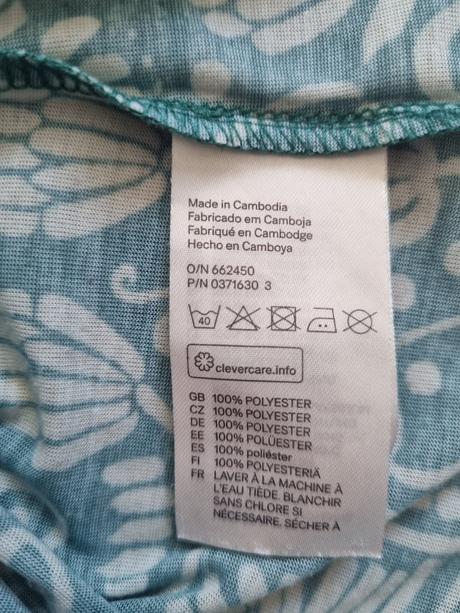 Made in Cambodia
Fabricado em Camboja
Fabriqué en Cambodge
Hecho en Camboya
O/N 662450
P/N 0371630 3
40
clevercare.info
GB 100% POLYESTER
CZ 100% POLYESTER
DE 100% POLYESTER
EE 100% POLÜESTER
ES 100% poliéster
FI 100% POLYESTERIÄ
FR LAVER À LA MACHINE À
L'EAU TIÈDE. BLANCHIR
SANS CHLORE SI
NÉCESSAIRE. SÉCHER À